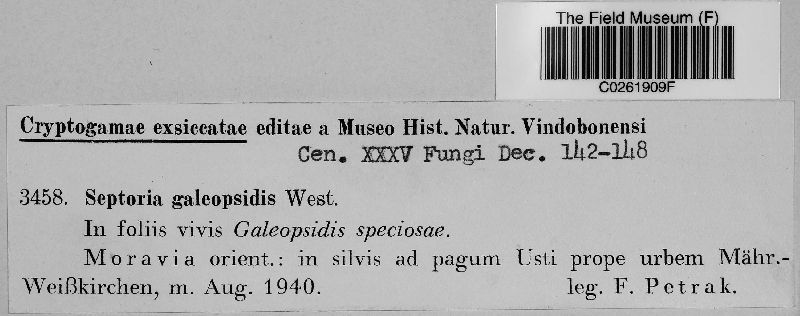 The Field Museum (F)
C0261909F
Cryptogamae exsiccatae editae a Museo Hist. Natur. Vindobonensi
Cen. XXXV Fungi Dec. 142-148
3458. Septoria galeopsidis West.
In foliis vivis Galeopsidis speciosae.
Moravia orient.: in silvis ad pagum Usti prope urbem Mähr.-
Weißkirchen, m. Aug. 1940. leg. F. Petrak.